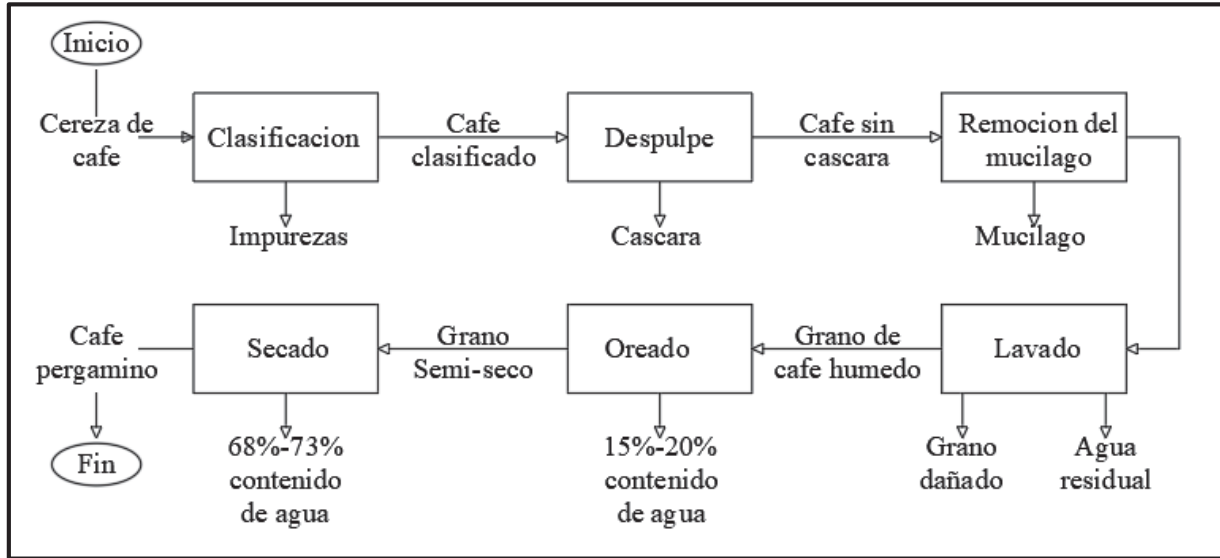 Inicio
Cereza de
cafe
Clasificacion
Cafe
clasificado
Despulpe
Cafe sin
cascara
Remocion del
mucilago
Impurezas
Cascara
Mucilago
Cafe
pergamino
Secado
Grano
Semi-seco
Oreado
Grano de
cafe humedo
Lavado
Fin
68%-73%
contenido
de agua
15%-20%
contenido
de agua
Grano
dañado
Agua
residual